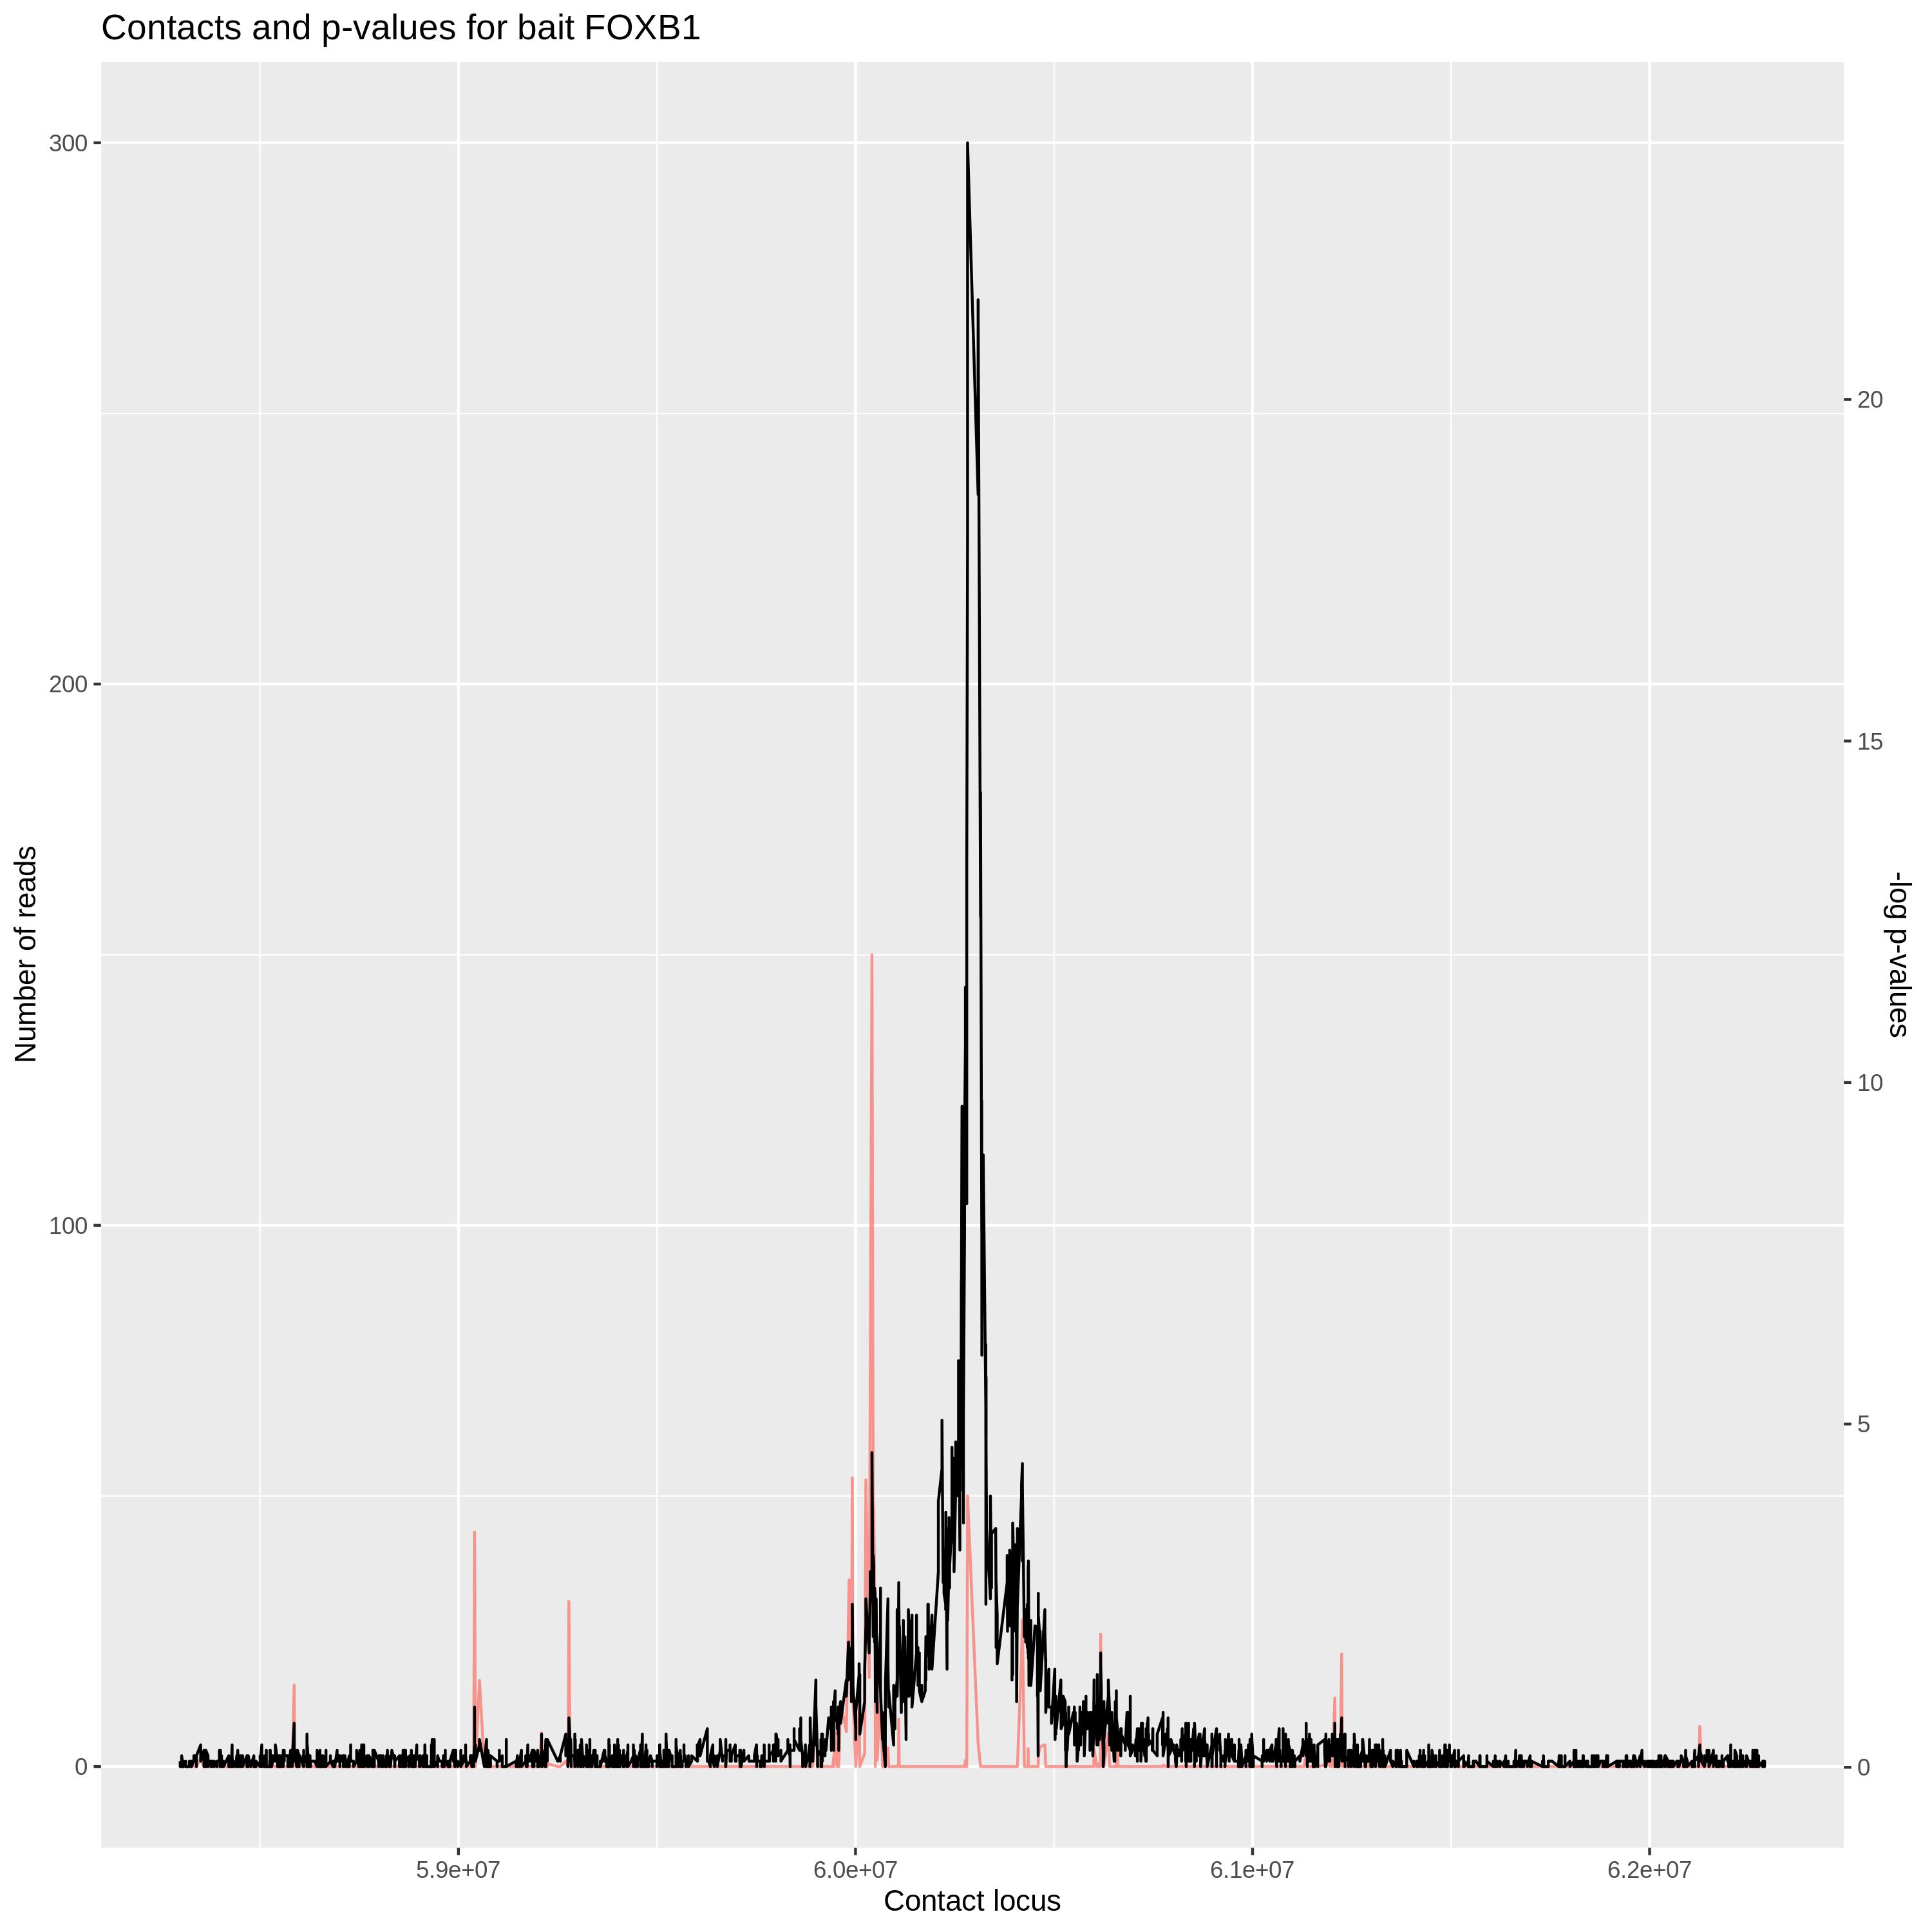 Contacts and p-values for bait FOXB1
300
200
100
0
Number of reads
20
15
10
5
0
-log p-values
5.9e+07 6.0e+07 6.1e+07 6.2e+07
Contact locus